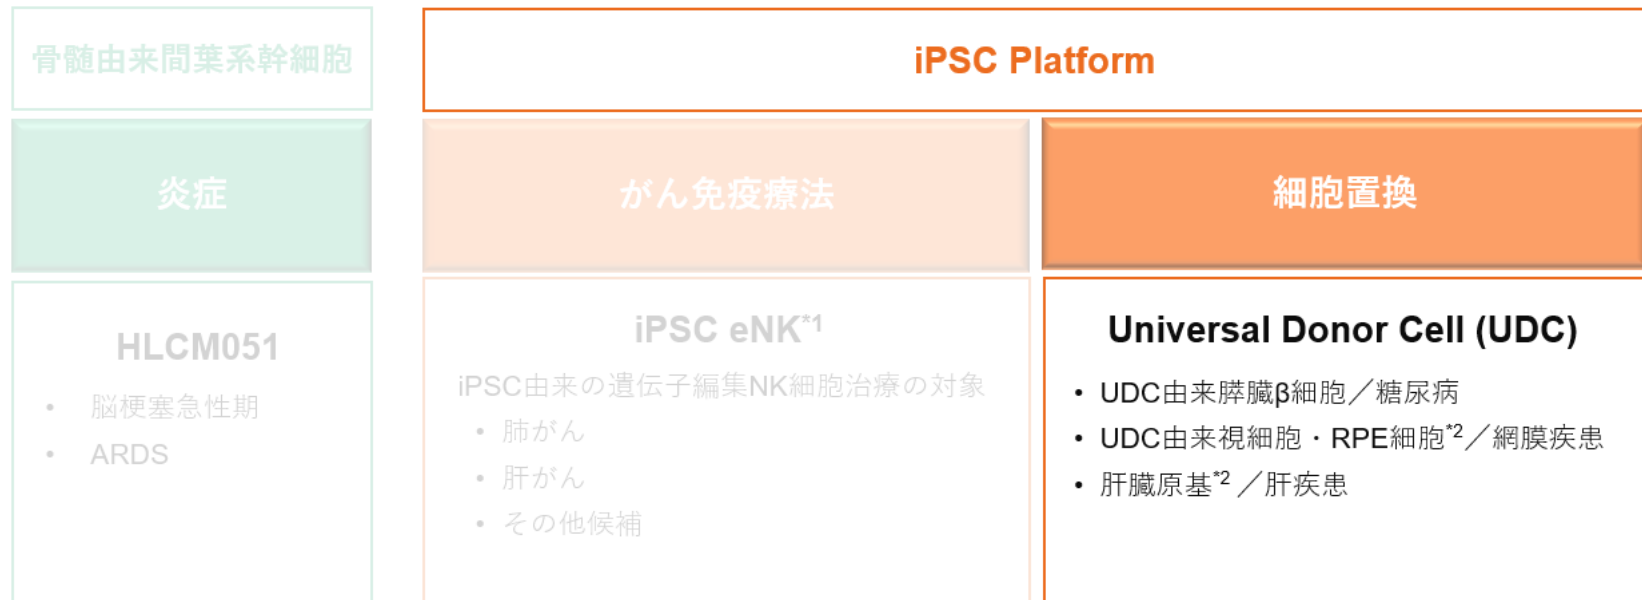 骨髄由来間葉系幹細胞
iPSC Platform
炎症
がん免疫療法
細胞置換
HLCM051
• 脳梗塞急性期
• ARDS
iPSC eNK*1
iPSC由来の遺伝子編集NK細胞治療の対象
• 肺がん
• 肝がん
• その他候補
Universal Donor Cell (UDC)
• UDC由来膵臓β細胞／糖尿病
• UDC由来視細胞・RPE細胞*2／網膜疾患
• 肝臓原基*2／肝疾患